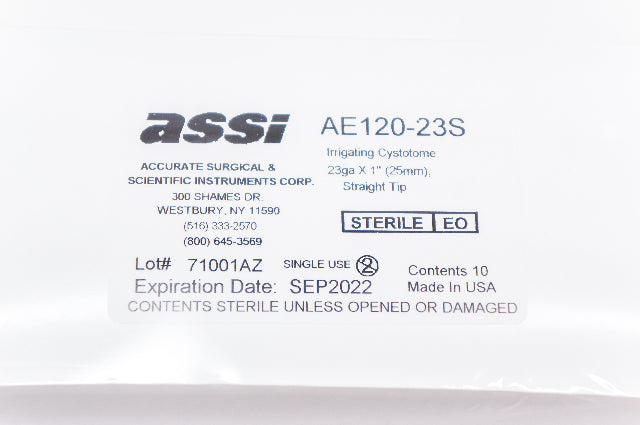 assi
AE120-23S
Irrigating Cystotome
23ga X 1" (25mm),
Straight Tip
ACCURATE SURGICAL &
SCIENTIFIC INSTRUMENTS CORP.
300 SHAMES DR.
WESTBURY, NY 11590
(516) 333-2570
(800) 645-3569
STERILE EO
Lot# 71001AZ SINGLE USE 2
Contents 10
Expiration Date: SEP2022
Made In USA
CONTENTS STERILE UNLESS OPENED OR DAMAGED